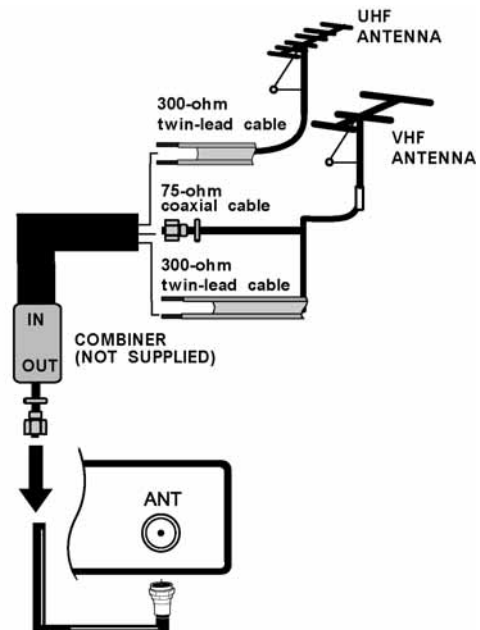 UHF
ANTENNA
300-ohm
twin-lead cable
VHF
ANTENNA
75-ohm
coaxial cable
300-ohm
twin-lead cable
IN
OUT
COMBINER
(NOT SUPPLIED)
ANT